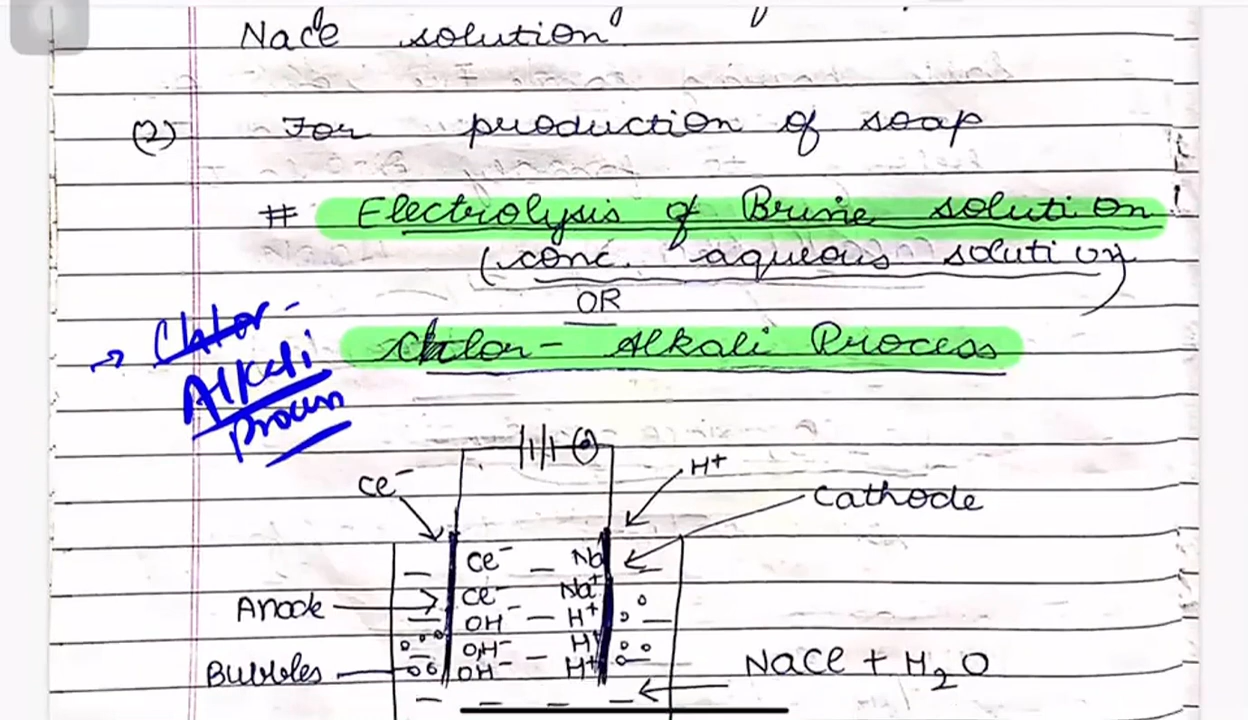 NaCl solution
(2) For production of soap
# Electrolysis of Brine solution
(conc. aqueous solution)
OR
→ Chlor-
Alkali
Process
Chlor-Alkali Process
Cl⁻
H⁺
Cathode
Cl⁻ Na
Cl⁻ Na⁺
Anode
OH⁻ H⁺
OH⁻ H⁺
Bubbles
OH⁻ H⁺
NaCl + H₂O